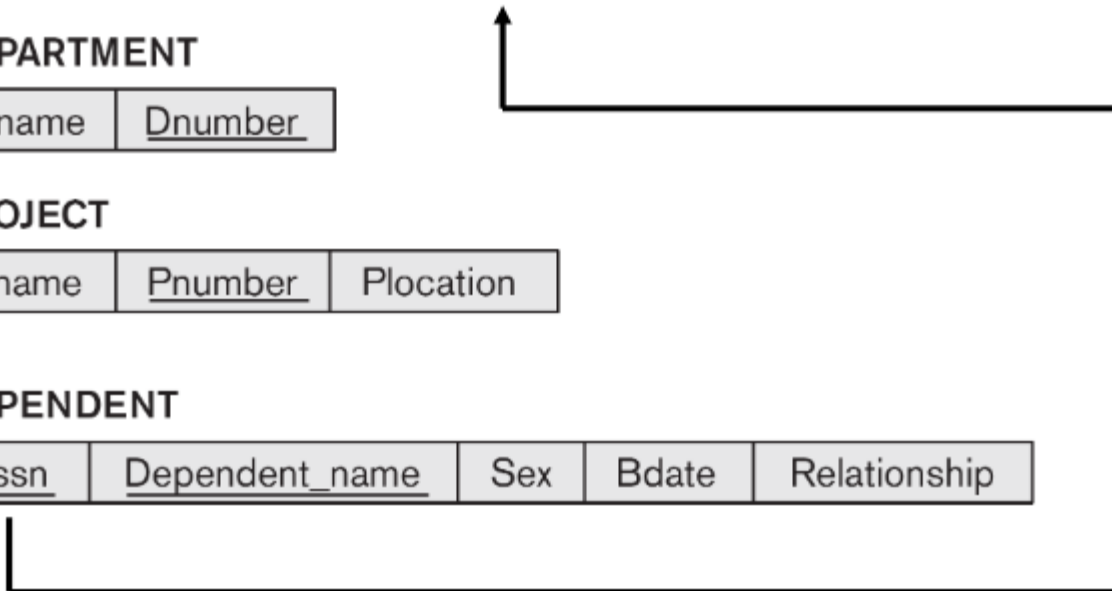 PARTMENT
name Dnumber
OJECT
name Pnumber Plocation
PENDENT
ssn Dependent_name Sex Bdate Relationship